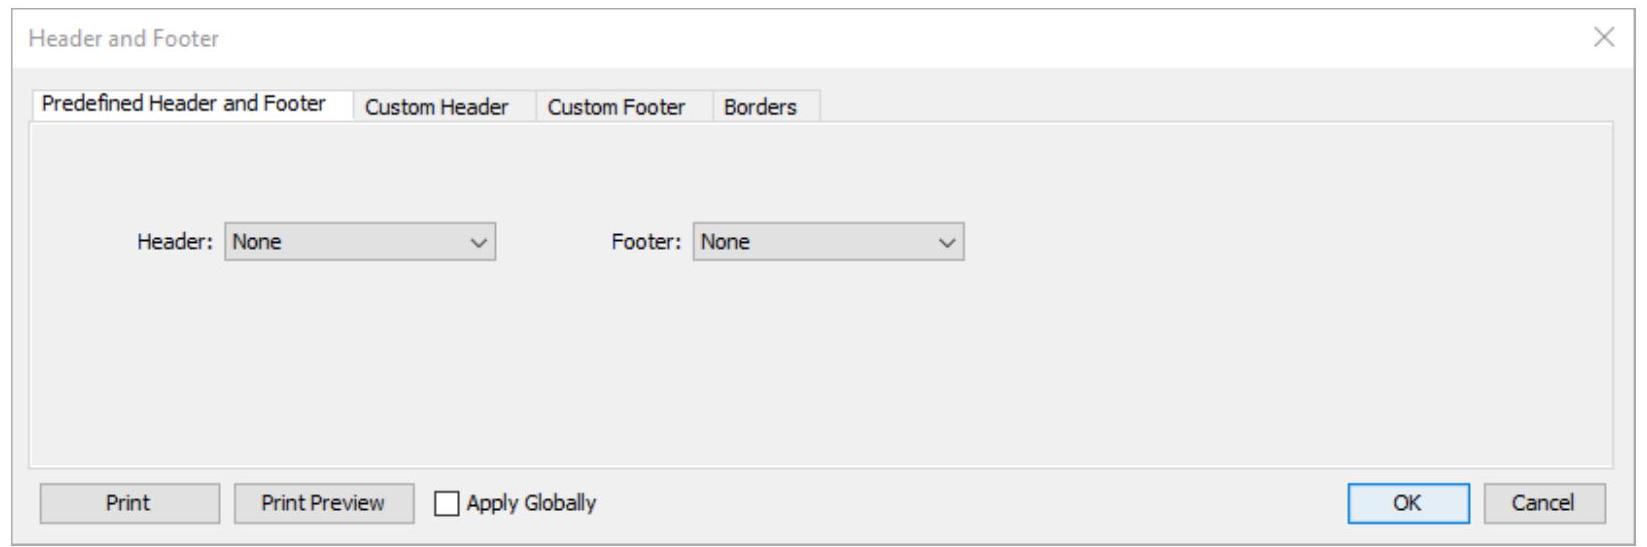 Header and Footer
Predefined Header and Footer Custom Header Custom Footer Borders
Header: None Footer: None
Print Print Preview Apply Globally OK Cancel